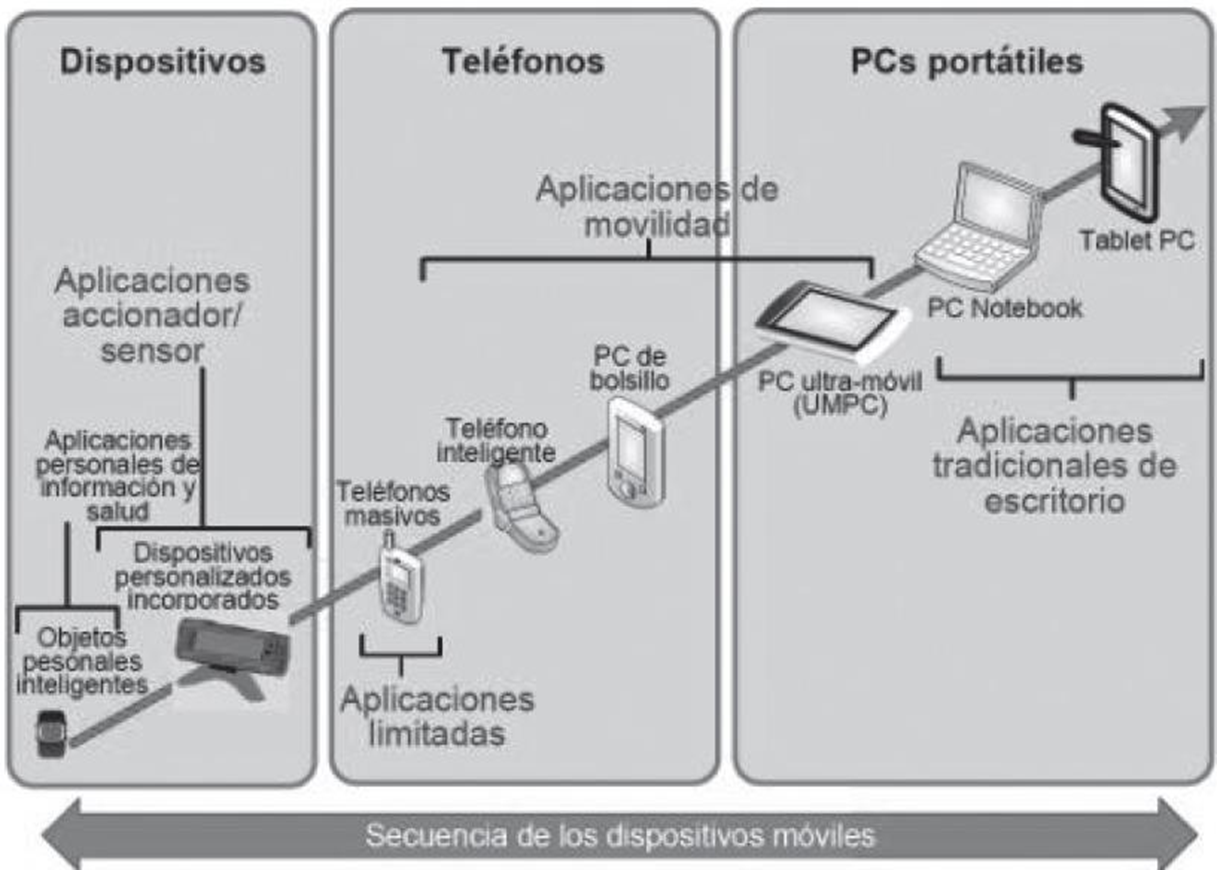 Dispositivos
Teléfonos
PCs portátiles
Aplicaciones de
movilidad
Tablet PC
Aplicaciones
accionador/
sensor
PC Notebook
PC de
bolsillo
PC ultra-móvil
(UMPC)
Aplicaciones
tradicionales de
escritorio
Teléfono
inteligente
Aplicaciones
personales de
información y
salud
Teléfonos
masivos
Dispositivos
personalizados
incorporados
Objetos
pesonales
inteligentes
Aplicaciones
limitadas
Secuencia de los dispositivos móviles